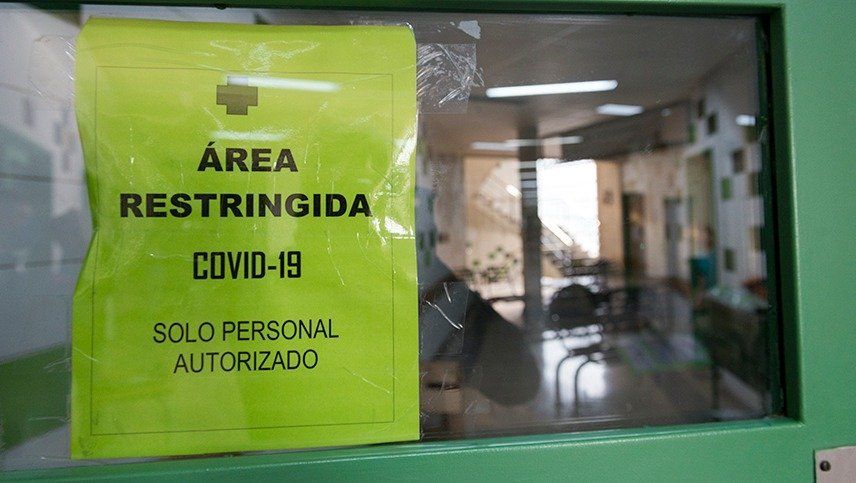 ÁREA
RESTRINGIDA
COVID-19
SOLO PERSONAL
AUTORIZADO